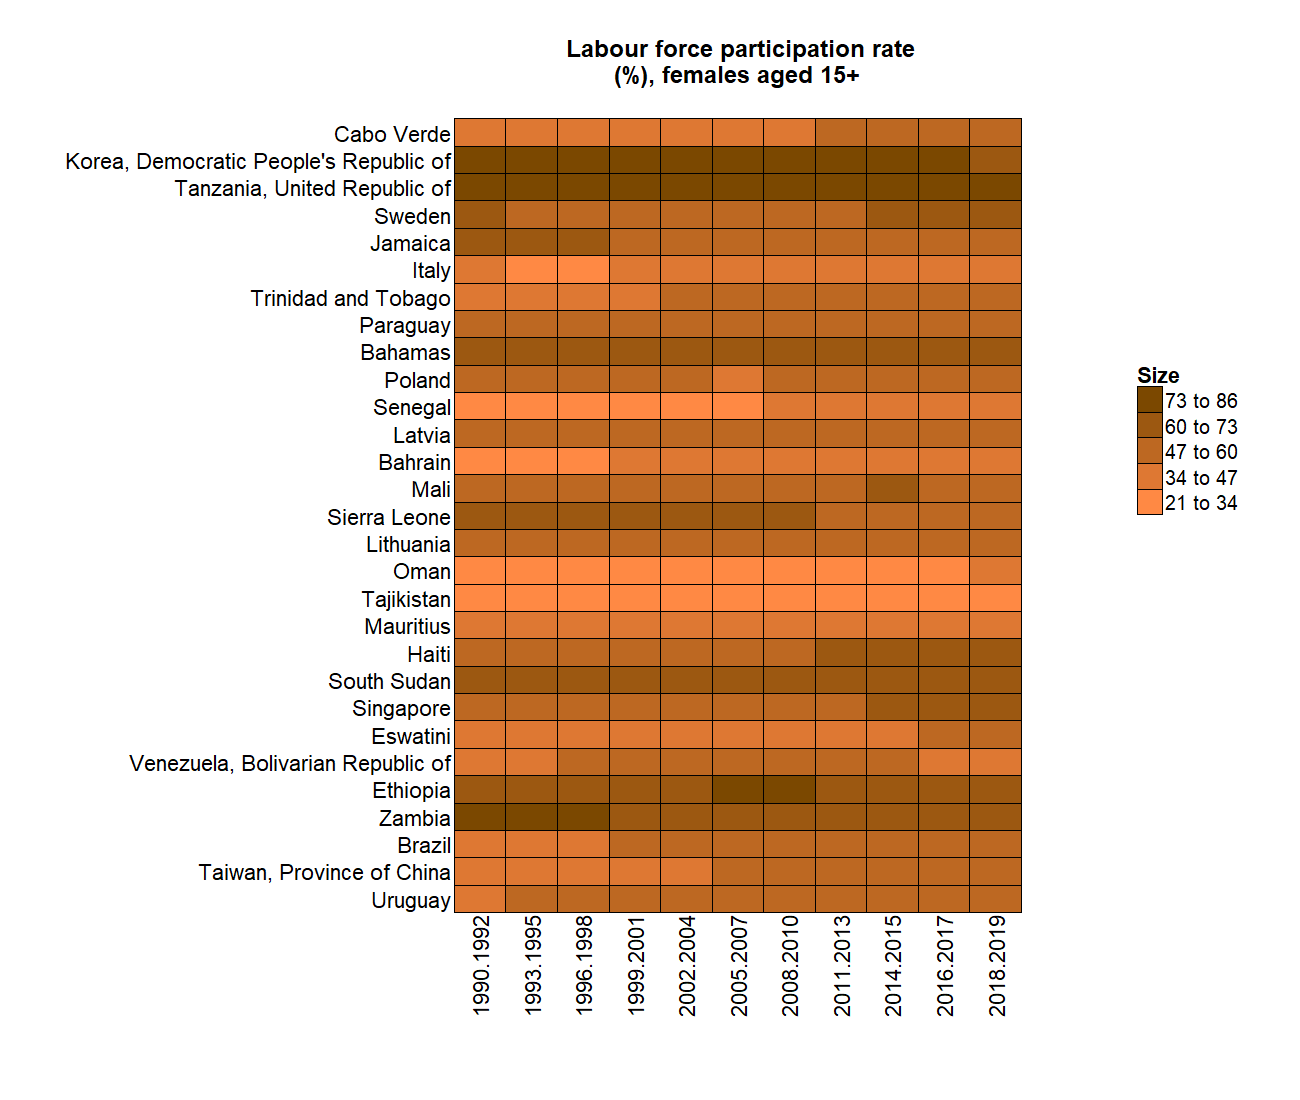 Labour force participation rate
(%), females aged 15+
Cabo Verde
Korea, Democratic People's Republic of
Tanzania, United Republic of
Sweden
Jamaica
Italy
Trinidad and Tobago
Paraguay
Bahamas
Poland
Senegal
Latvia
Bahrain
Mali
Sierra Leone
Lithuania
Oman
Tajikistan
Mauritius
Haiti
South Sudan
Singapore
Eswatini
Venezuela, Bolivarian Republic of
Ethiopia
Zambia
Brazil
Taiwan, Province of China
Uruguay
1990.1992
1993.1995
1996.1998
1999.2001
2002.2004
2005.2007
2008.2010
2011.2013
2014.2015
2016.2017
2018.2019
Size
73 to 86
60 to 73
47 to 60
34 to 47
21 to 34